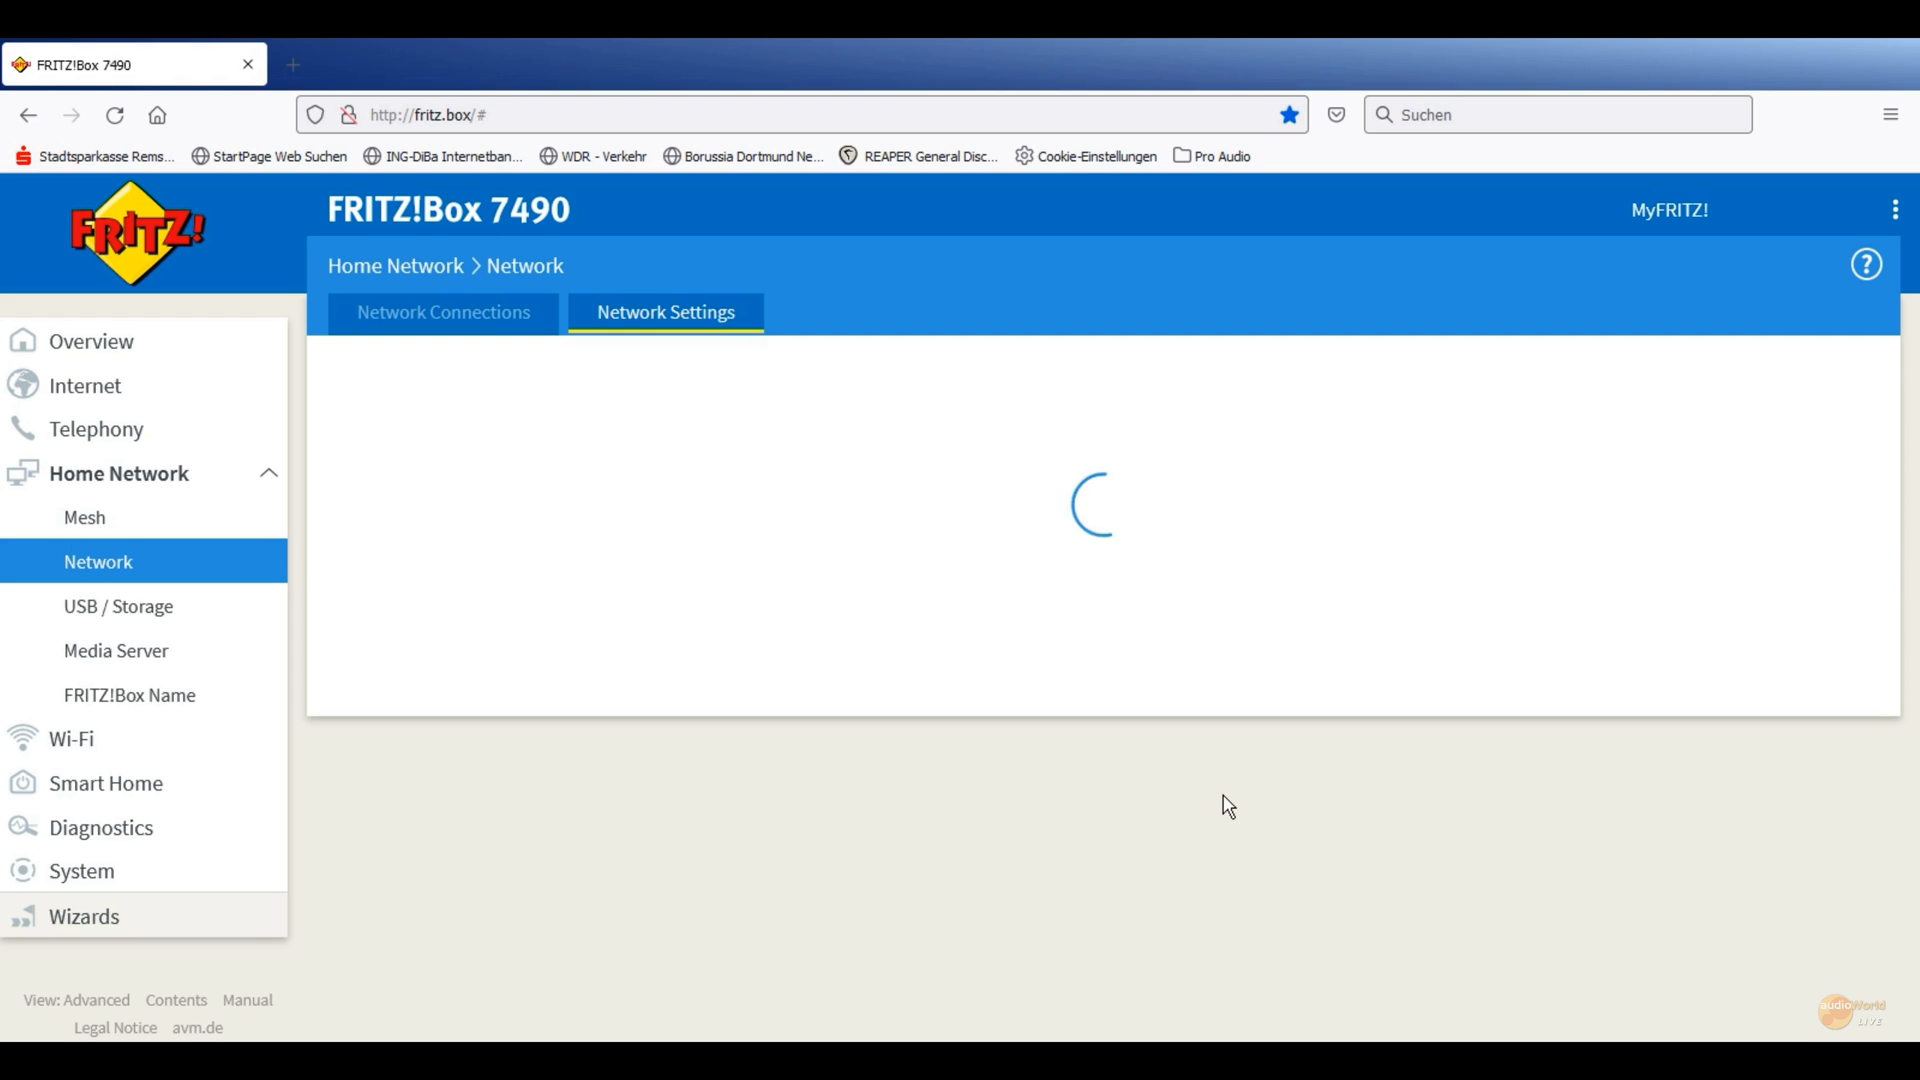 FRITZ!Box 7490
http://fritz.box/#
Suchen
Stadtsparkasse Rems...
StartPage Web Suchen
ING-DiBa Internetban...
WDR - Verkehr
Borussia Dortmund Ne...
REAPER General Disc...
Cookie-Einstellungen
Pro Audio
FRITZ!
FRITZ!Box 7490
MyFRITZ!
Home Network > Network
?
Network Connections
Network Settings
Overview
Internet
Telephony
Home Network
Mesh
Network
USB / Storage
Media Server
FRITZ!Box Name
Wi-Fi
Smart Home
Diagnostics
System
Wizards
View: Advanced Contents Manual
Legal Notice avm.de
audioWorld
LIVE